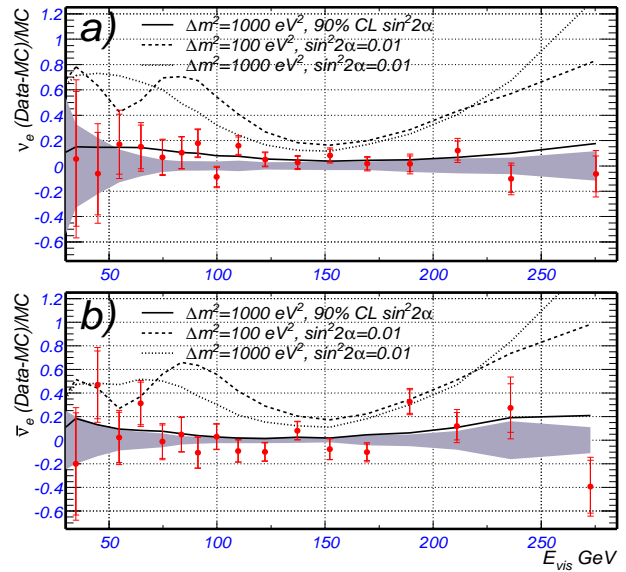 a)
Δm²=1000 eV², 90% CL sin²2α
Δm²=100 eV², sin²2α=0.01
Δm²=1000 eV², sin²2α=0.01
νₑ (Data-MC)/MC
1.2
1
0.8
0.6
0.4
0.2
0
-0.2
-0.4
-0.6
50 100 150 200 250
b)
Δm²=1000 eV², 90% CL sin²2α
Δm²=100 eV², sin²2α=0.01
Δm²=1000 eV², sin²2α=0.01
ν̅ₑ (Data-MC)/MC
1.2
1
0.8
0.6
0.4
0.2
0
-0.2
-0.4
-0.6
50 100 150 200 250
E_vis GeV